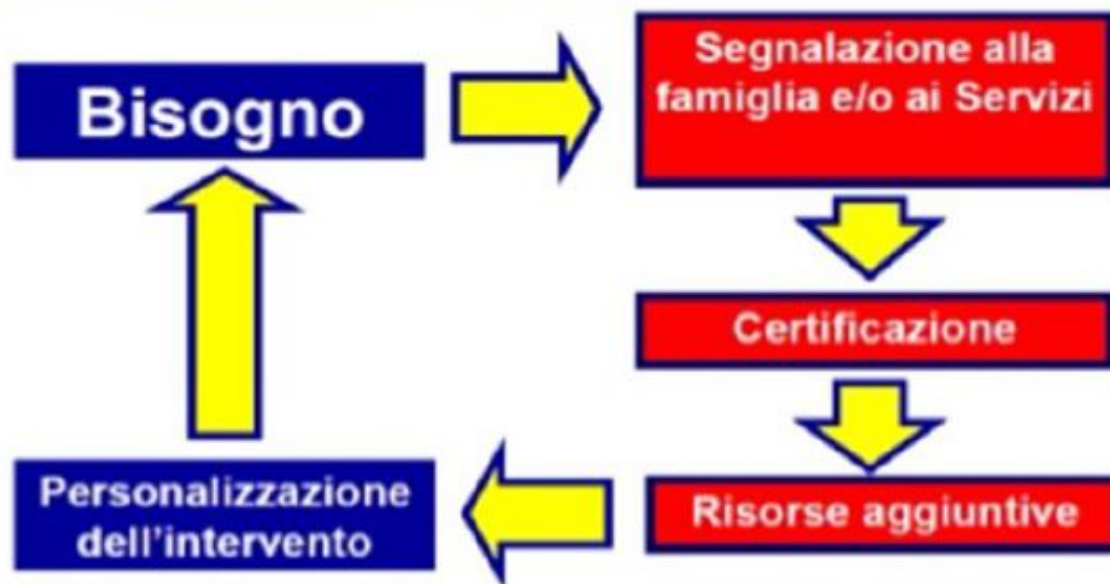 Bisogno
Segnalazione alla
famiglia e/o ai Servizi
Certificazione
Risorse aggiuntive
Personalizzazione
dell'intervento